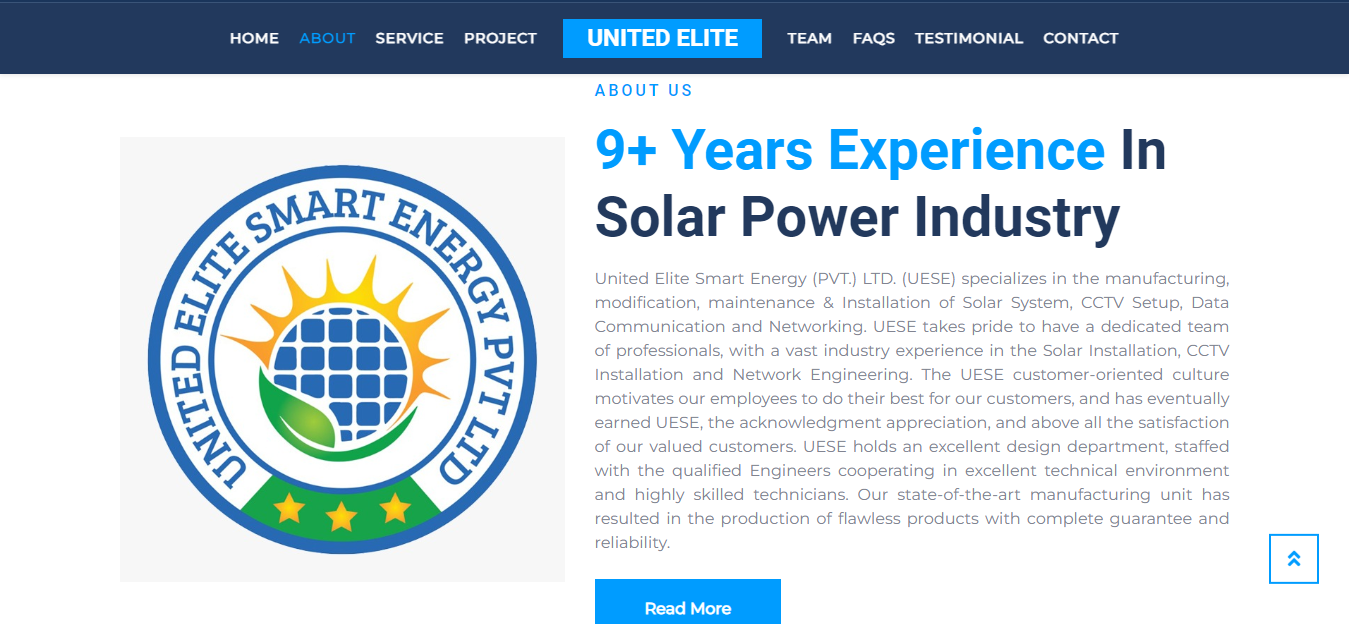 HOME ABOUT SERVICE PROJECT UNITED ELITE TEAM FAQS TESTIMONIAL CONTACT
ABOUT US
UNITED ELITE SMART ENERGY PVT LTD
9+ Years Experience In
Solar Power Industry
United Elite Smart Energy (PVT.) LTD. (UESE) specializes in the manufacturing,
modification, maintenance & Installation of Solar System, CCTV Setup, Data
Communication and Networking. UESE takes pride to have a dedicated team
of professionals, with a vast industry experience in the Solar Installation, CCTV
Installation and Network Engineering. The UESE customer-oriented culture
motivates our employees to do their best for our customers, and has eventually
earned UESE, the acknowledgment appreciation, and above all the satisfaction
of our valued customers. UESE holds an excellent design department, staffed
with the qualified Engineers cooperating in excellent technical environment
and highly skilled technicians. Our state-of-the-art manufacturing unit has
resulted in the production of flawless products with complete guarantee and
reliability.
Read More